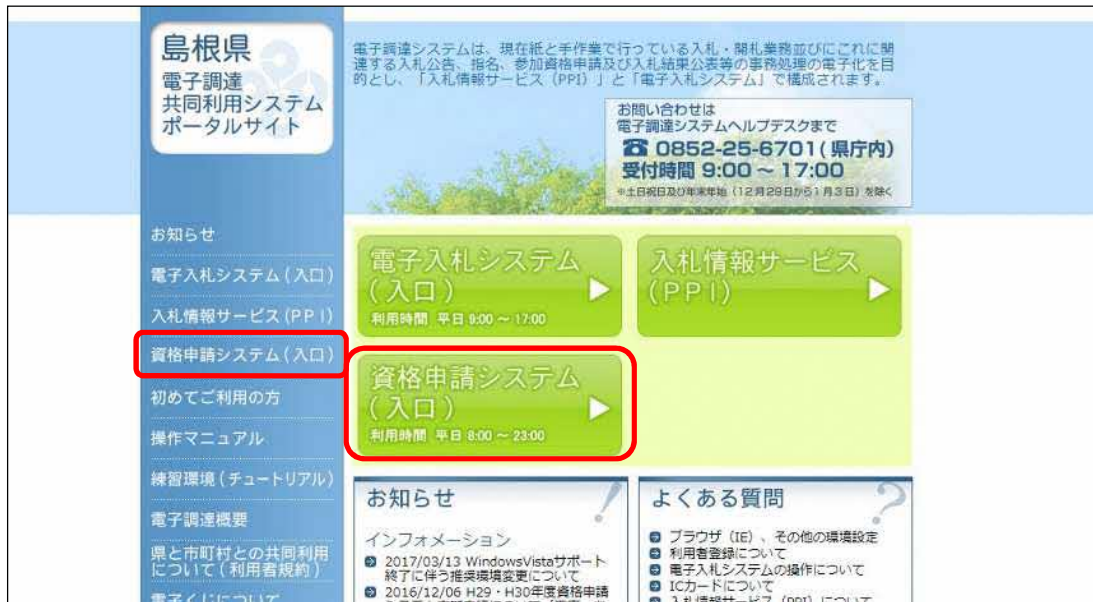 島根県
電子調達
共同利用システム
ポータルサイト
電子調達システムは、現在紙と手作業で行っている入札・開札業務並びにこれに関
連する入札公告、指名、参加資格申請及び入札結果公表等の事務処理の電子化を目
的とし、「入札情報サービス（PPI）」と「電子入札システム」で構成されます。
お問い合わせは
電子調達システムヘルプデスクまで
☎ 0852-25-6701(県庁内)
受付時間 9:00 ～ 17:00
※土日祝日及び年末年始（12月29日から1月3日）を除く
お知らせ
電子入札システム(入口)
入札情報サービス(PPI)
資格申請システム(入口)
初めてご利用の方
操作マニュアル
練習環境(チュートリアル)
電子調達概要
県と市町村との共同利用
について(利用者規約)
電子くじについて
電子入札システム
(入口)
利用時間 平日 9:00 ～ 17:00
入札情報サービス
(PPI)
資格申請システム
(入口)
利用時間 平日 8:00 ～ 23:00
お知らせ
インフォメーション
2017/03/13 WindowsVistaサポート
終了に伴う推奨環境変更について
2016/12/06 H29・H30年度資格申請
よくある質問
ブラウザ（IE）、その他の環境設定
利用者登録について
電子入札システムの操作について
ICカードについて
入札情報サービス（PPI）について